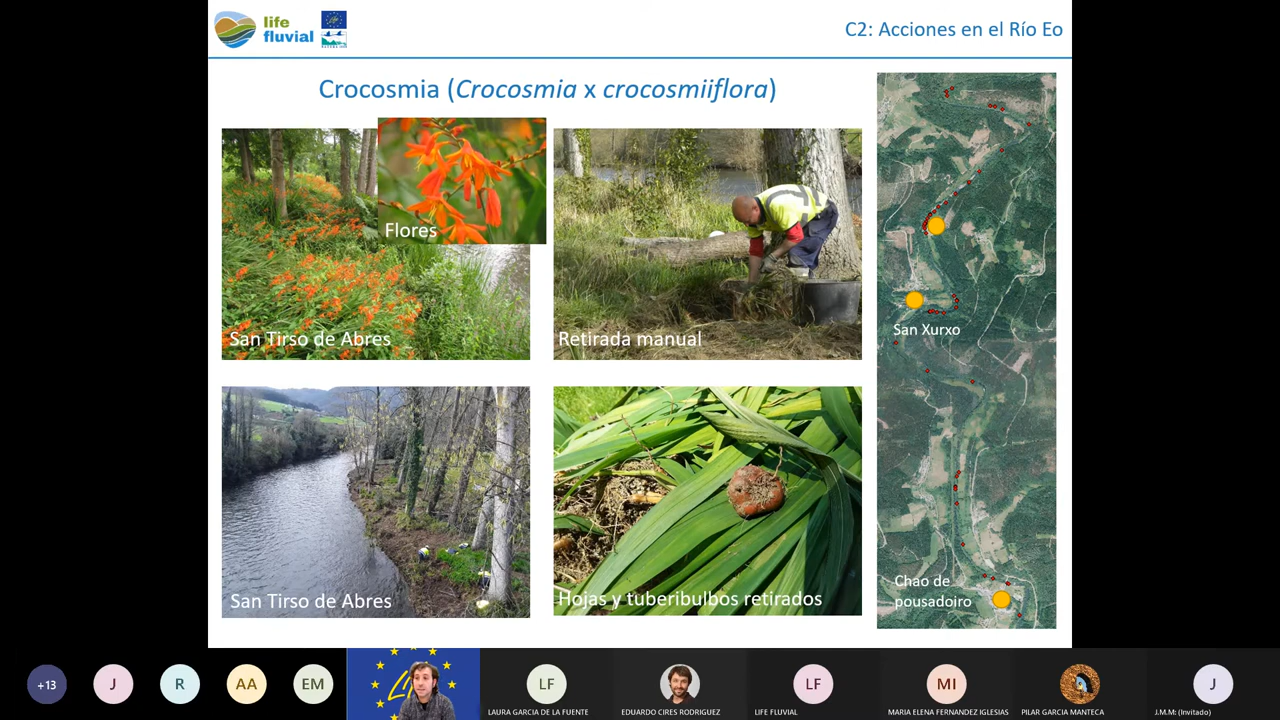 life
fluvial
C2: Acciones en el Río Eo
Crocosmia (Crocosmia x crocosmiiflora)
Flores
San Tirso de Abres
Retirada manual
San Tirso de Abres
Hojas y tuberibulbos retirados
San Xurxo
Chao de
pousadoiro
+13
J
R
AA
EM
LF
LAURA GARCIA DE LA FUENTE
EDUARDO CIRES RODRIGUEZ
LF
LIFE FLUVIAL
MI
MARIA ELENA FERNANDEZ IGLESIAS
PILAR GARCIA MANTECA
J
J.M.M: (Invitado)